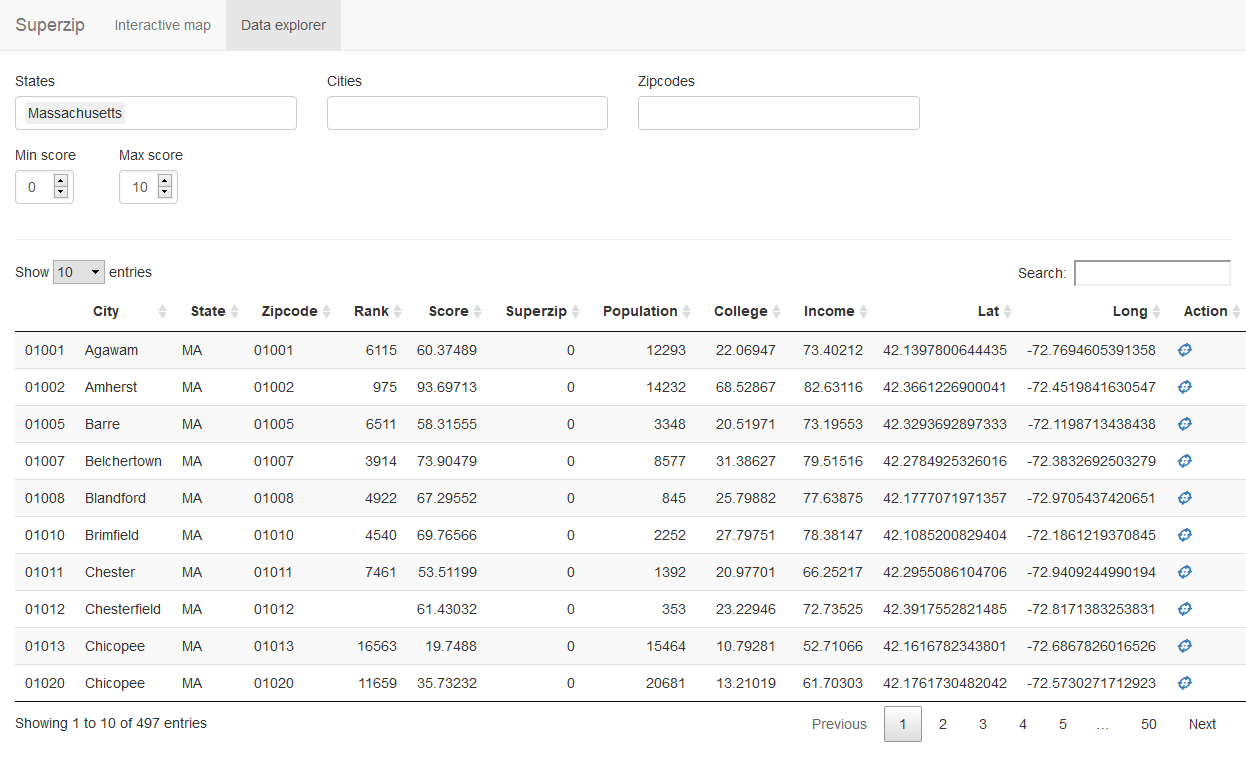 Superzip Interactive map Data explorer
States Cities Zipcodes
Massachusetts
Min score Max score
0 10
Show 10 entries Search:
City State Zipcode Rank Score Superzip Population College Income Lat Long Action
01001 Agawam MA 01001 6115 60.37489 0 12293 22.06947 73.40212 42.1397800644435 -72.7694605391358
01002 Amherst MA 01002 975 93.69713 0 14232 68.52867 82.63116 42.3661226900041 -72.4519841630547
01005 Barre MA 01005 6511 58.31555 0 3348 20.51971 73.19553 42.3293692897333 -72.1198713438438
01007 Belchertown MA 01007 3914 73.90479 0 8577 31.38627 79.51516 42.2784925326016 -72.3832692503279
01008 Blandford MA 01008 4922 67.29552 0 845 25.79882 77.63875 42.1777071971357 -72.9705437420651
01010 Brimfield MA 01010 4540 69.76566 0 2252 27.79751 78.38147 42.1085200829404 -72.1861219370845
01011 Chester MA 01011 7461 53.51199 0 1392 20.97701 66.25217 42.2955086104706 -72.9409244990194
01012 Chesterfield MA 01012 61.43032 0 353 23.22946 72.73525 42.3917552821485 -72.8171383253831
01013 Chicopee MA 01013 16563 19.7488 0 15464 10.79281 52.71066 42.1616782343801 -72.6867826016526
01020 Chicopee MA 01020 11659 35.73232 0 20681 13.21019 61.70303 42.1761730482042 -72.5730271712923
Showing 1 to 10 of 497 entries Previous 1 2 3 4 5 … 50 Next